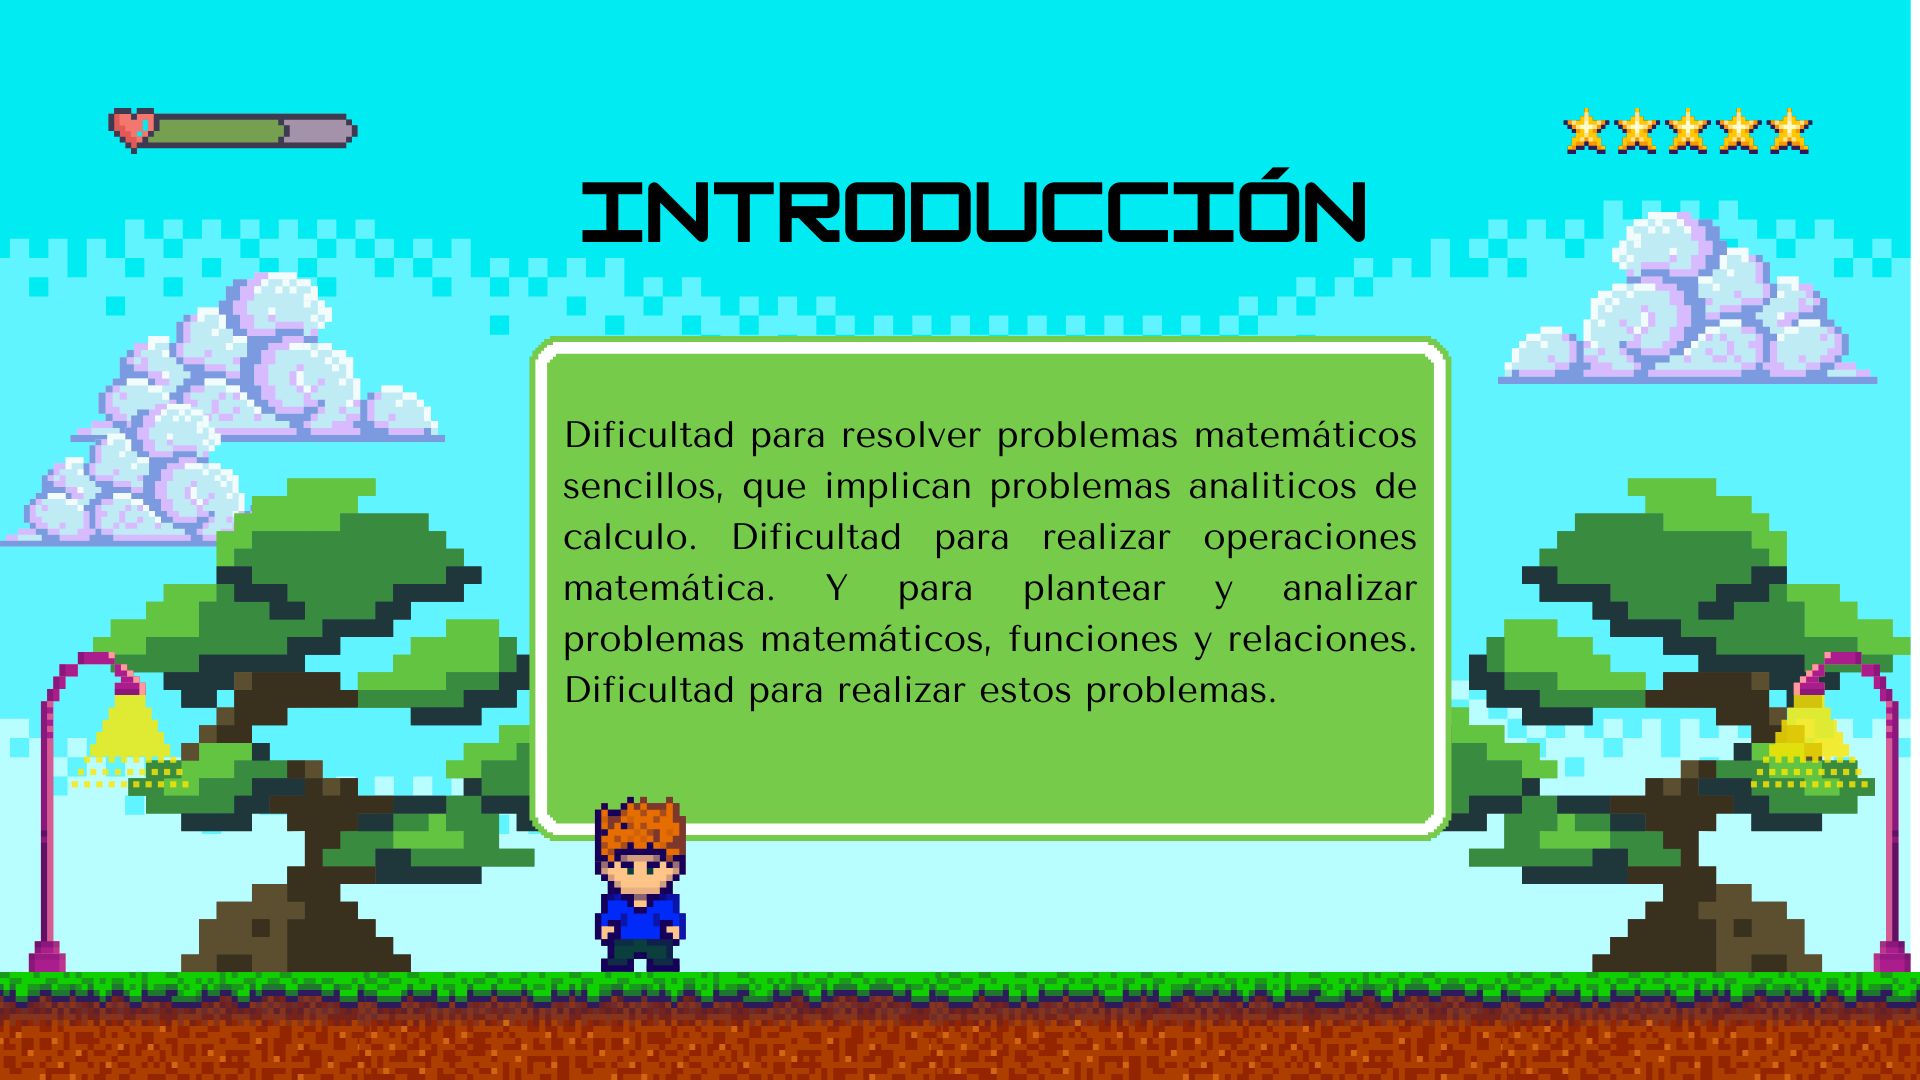 INTRODUCCIÓN
Dificultad para resolver problemas matemáticos
sencillos, que implican problemas analiticos de
calculo. Dificultad para realizar operaciones
matemática. Y para plantear y analizar
problemas matemáticos, funciones y relaciones.
Dificultad para realizar estos problemas.